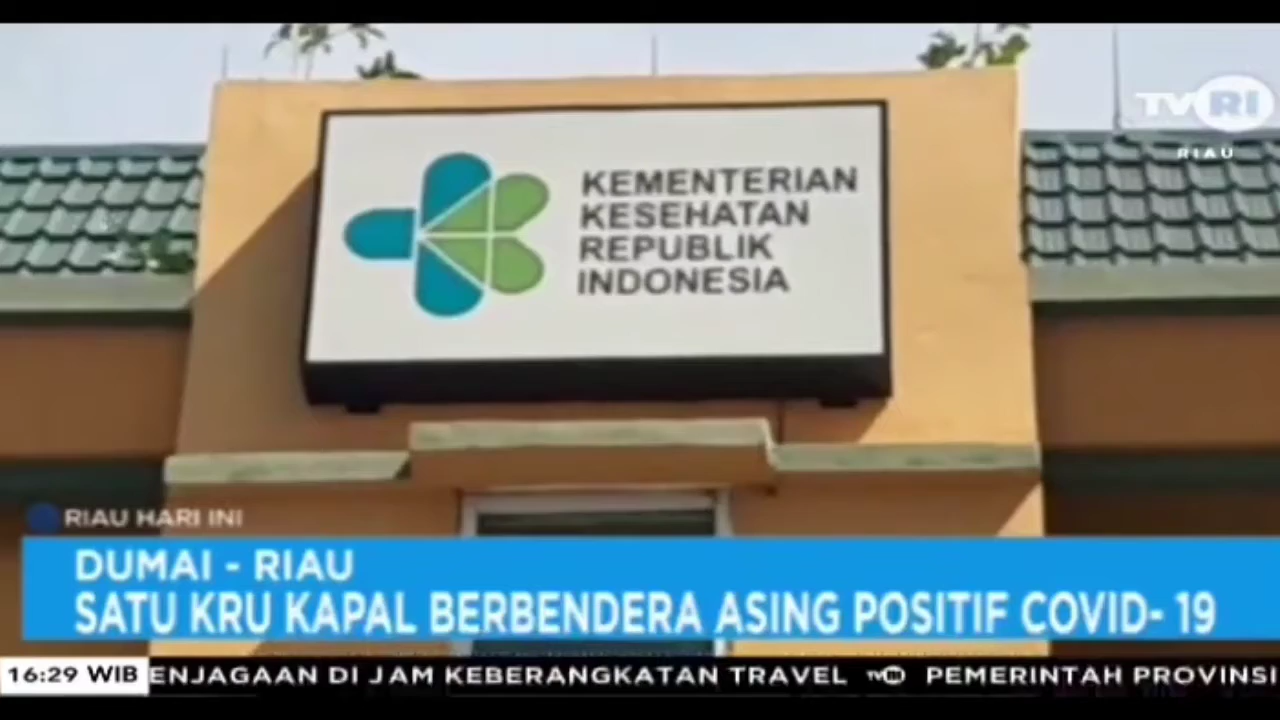 TVRI
RIAU
KEMENTERIAN
KESEHATAN
REPUBLIK
INDONESIA
RIAU HARI INI
DUMAI - RIAU
SATU KRU KAPAL BERBENDERA ASING POSITIF COVID- 19
16:29 WIB ENJAGAAN DI JAM KEBERANGKATAN TRAVEL TVRI PEMERINTAH PROVINSI